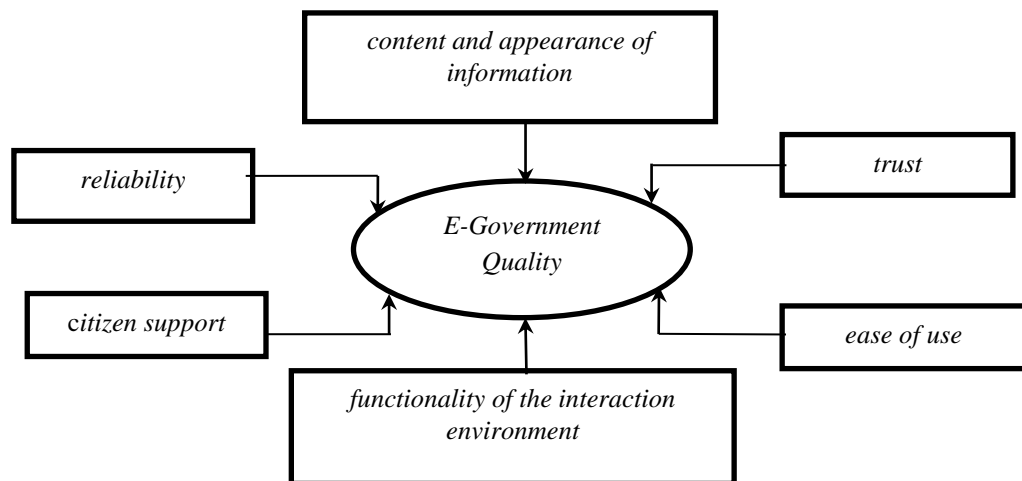 content and appearance of
information
reliability
trust
E-Government
Quality
citizen support
ease of use
functionality of the interaction
environment